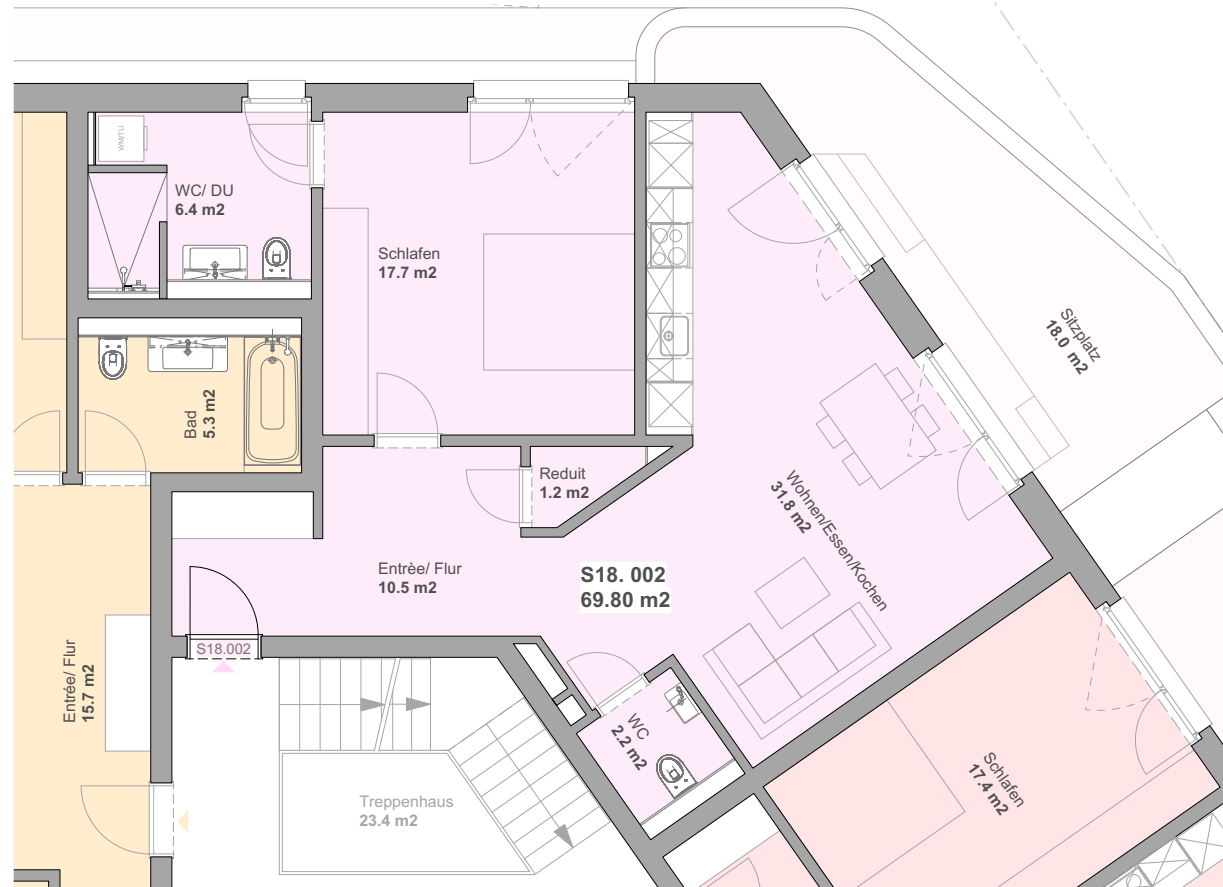 WM/TU
WC/ DU
6.4 m2
Schlafen
17.7 m2
Sitzplatz
18.0 m2
Bad
5.3 m2
Reduit
1.2 m2
Wohnen/Essen/Kochen
31.8 m2
Entrèe/ Flur
10.5 m2
S18. 002
69.80 m2
S18.002
Entrée/ Flur
15.7 m2
WC
2.2 m2
Schlafen
17.4 m2
Treppenhaus
23.4 m2